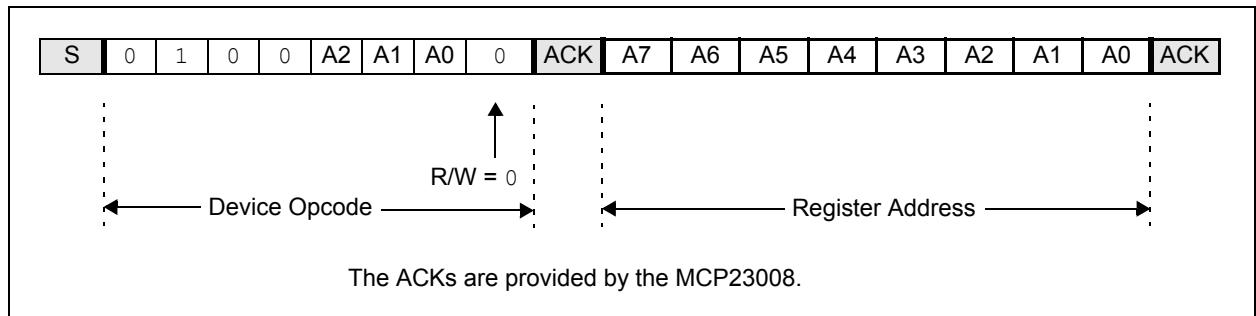 S 0 1 0 0 A2 A1 A0 0 ACK A7 A6 A5 A4 A3 A2 A1 A0 ACK
R/W = 0
Device Opcode Register Address
The ACKs are provided by the MCP23008.